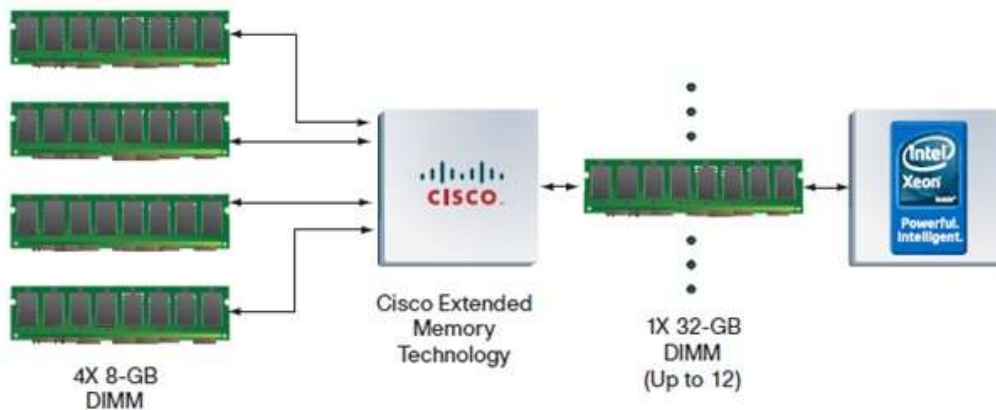 CISCO.
intel
Xeon
inside
Powerful.
Intelligent.
Cisco Extended
Memory
Technology
1X 32-GB
DIMM
(Up to 12)
4X 8-GB
DIMM